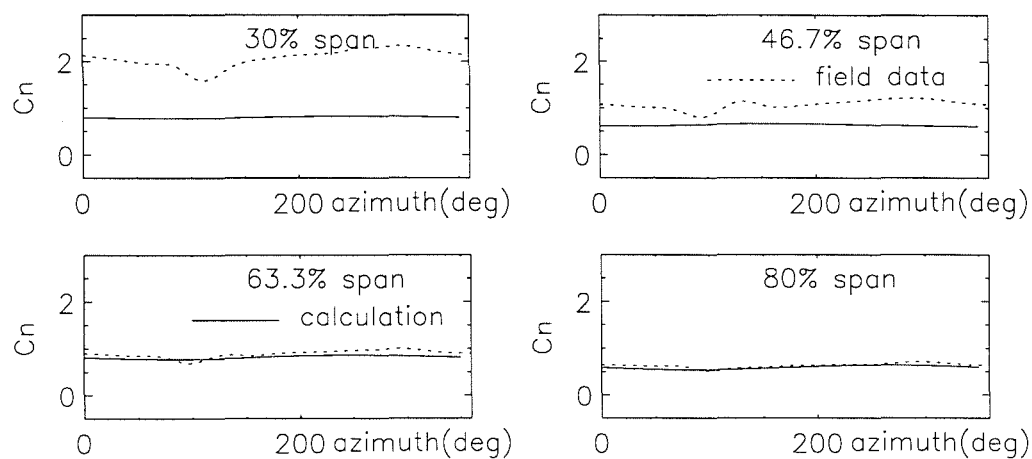 30% span
2
Cn
0
0
200 azimuth(deg)
46.7% span
field data
2
Cn
0
0
200 azimuth(deg)
63.3% span
calculation
2
Cn
0
0
200 azimuth(deg)
80% span
2
Cn
0
0
200 azimuth(deg)